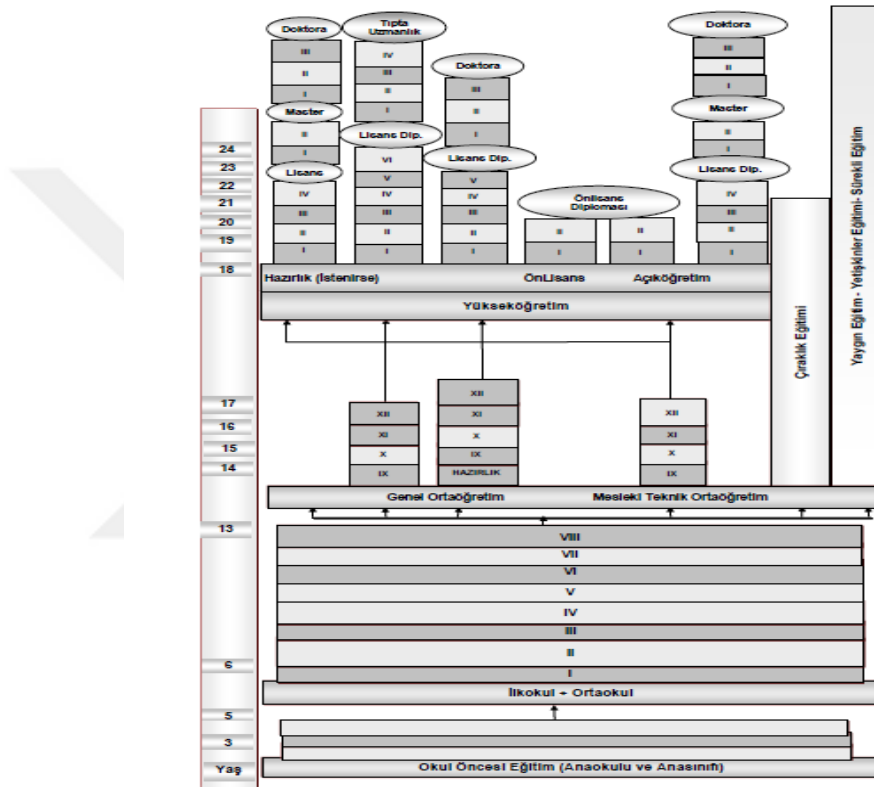 Doktora
Tıpta
Uzmanlık
Doktora
Doktora
III
II
I
IV
III
II
I
III
II
I
III
II
I
Master
Master
II
I
II
I
Lisans Dip.
Lisans Dip.
Lisans Dip.
Lisans
24
23
22
21
20
19
18
IV
III
II
I
VI
V
IV
III
II
I
V
IV
III
II
I
Önlisans
Diploması
II
I
II
I
IV
III
II
I
Hazırlık (İstenirse)
ÖnLisans
Açıköğretim
Yükseköğretim
Çıraklık Eğitimi
Yaygın Eğitim - Yetişkinler Eğitimi- Sürekli Eğitim
17
16
15
14
XII
XI
X
IX
XII
XI
X
IX
HAZIRLIK
XII
XI
X
IX
Genel Ortaöğretim
Mesleki Teknik Ortaöğretim
13
VIII
VII
VI
V
IV
III
II
I
6
İlkokul + Ortaokul
5
3
Yaş
Okul Öncesi Eğitim (Anaokulu ve Anasınıfı)